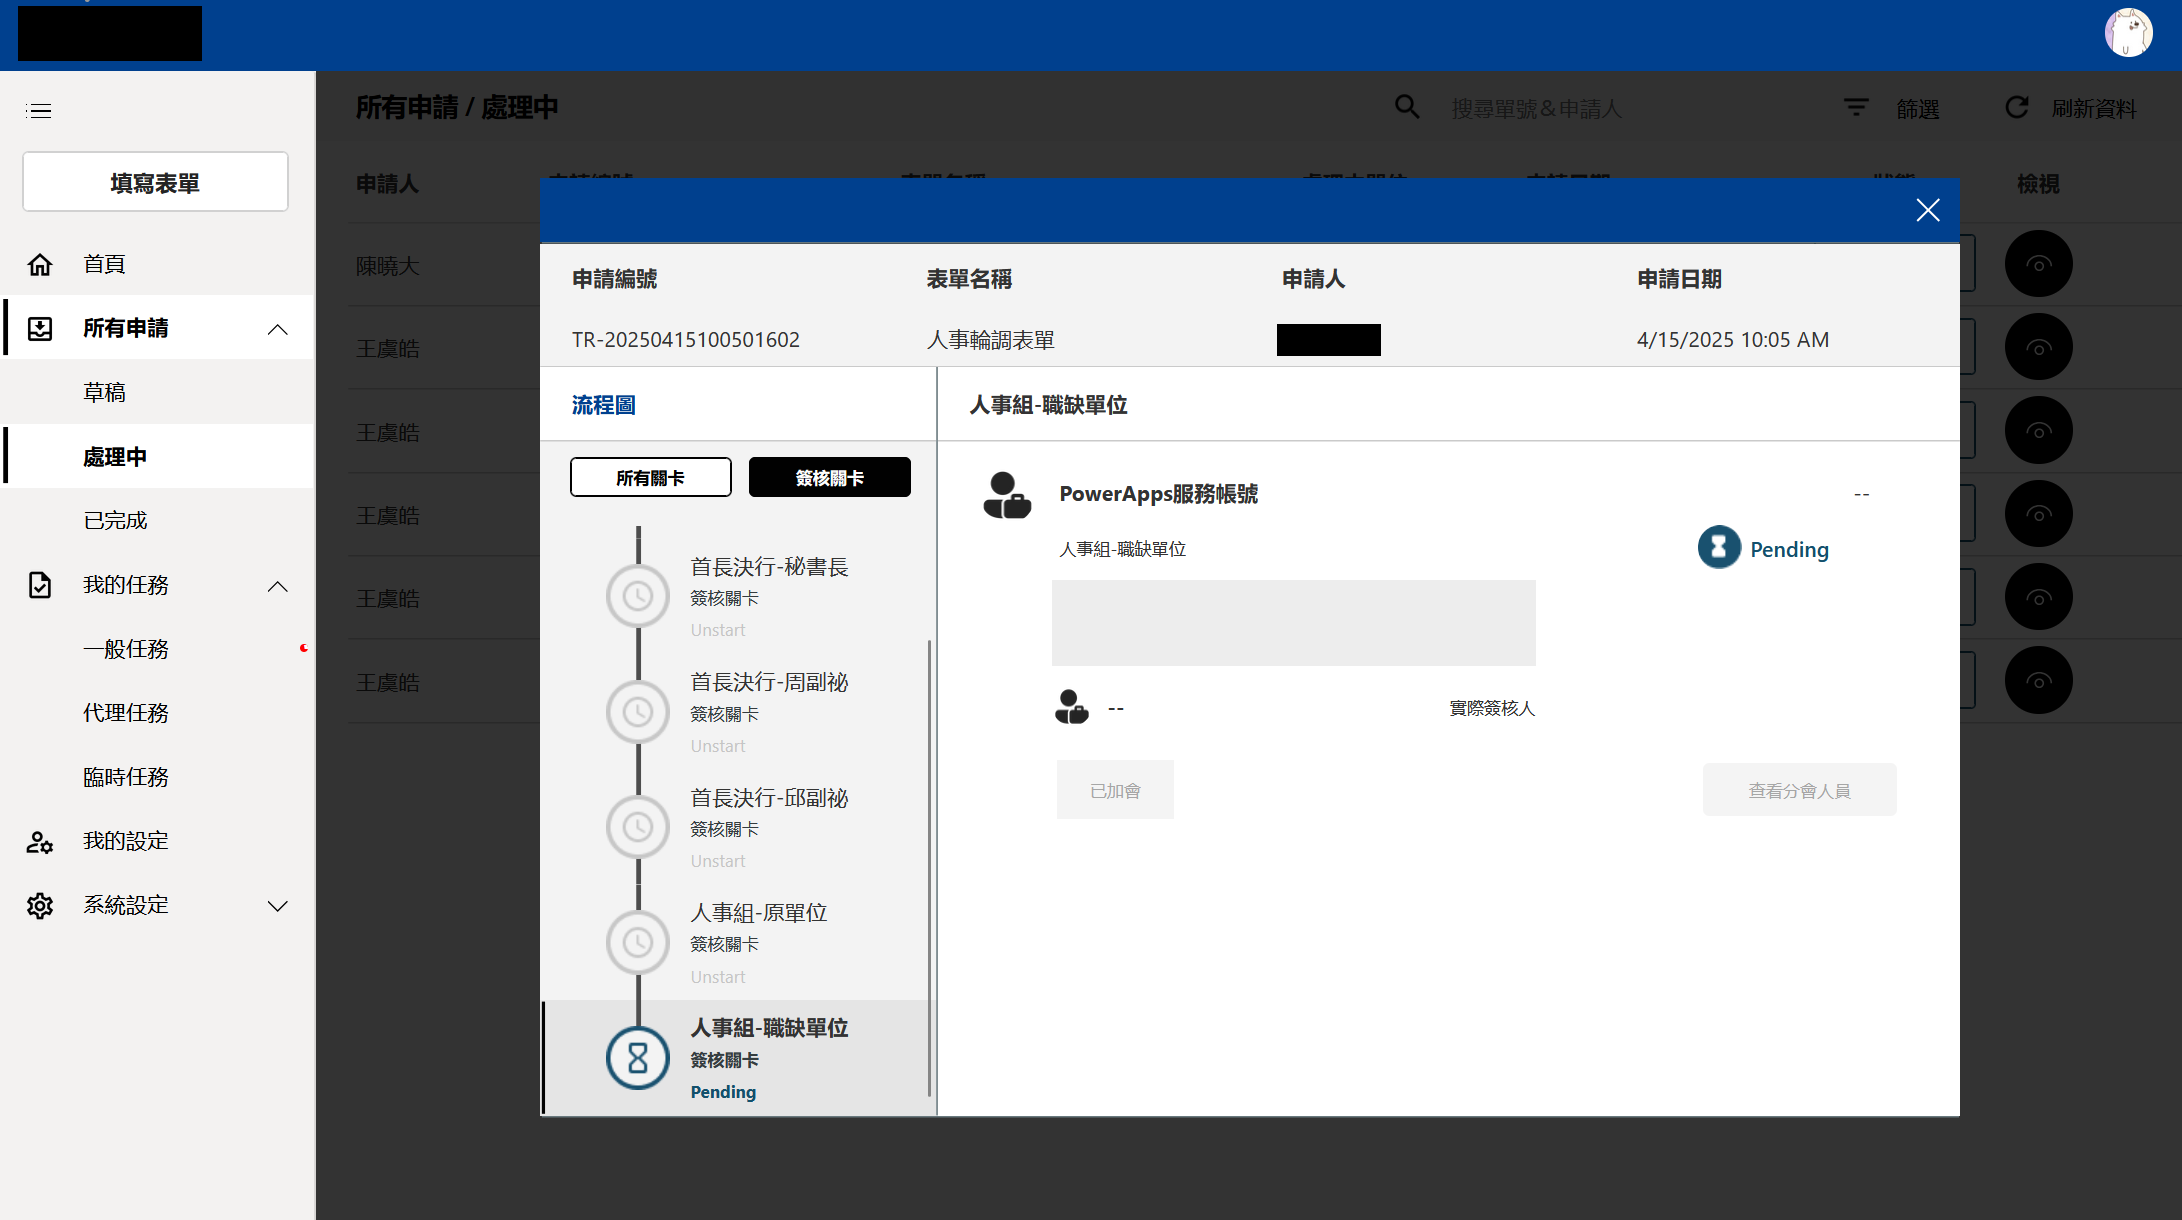 所有申請 / 處理中
搜尋單號&申請人
篩選
刷新資料
填寫表單
首頁
所有申請
草稿
處理中
已完成
我的任務
一般任務
代理任務
臨時任務
我的設定
系統設定
申請人
檢視
陳曉大
王虞皓
王虞皓
王虞皓
王虞皓
王虞皓
申請編號 表單名稱 申請人 申請日期
TR-20250415100501602 人事輪調表單 4/15/2025 10:05 AM
流程圖
所有關卡 簽核關卡
首長決行-秘書長
簽核關卡
Unstart
首長決行-周副祕
簽核關卡
Unstart
首長決行-邱副祕
簽核關卡
Unstart
人事組-原單位
簽核關卡
Unstart
人事組-職缺單位
簽核關卡
Pending
人事組-職缺單位
PowerApps服務帳號 --
人事組-職缺單位
Pending
-- 實際簽核人
已加會 查看分會人員